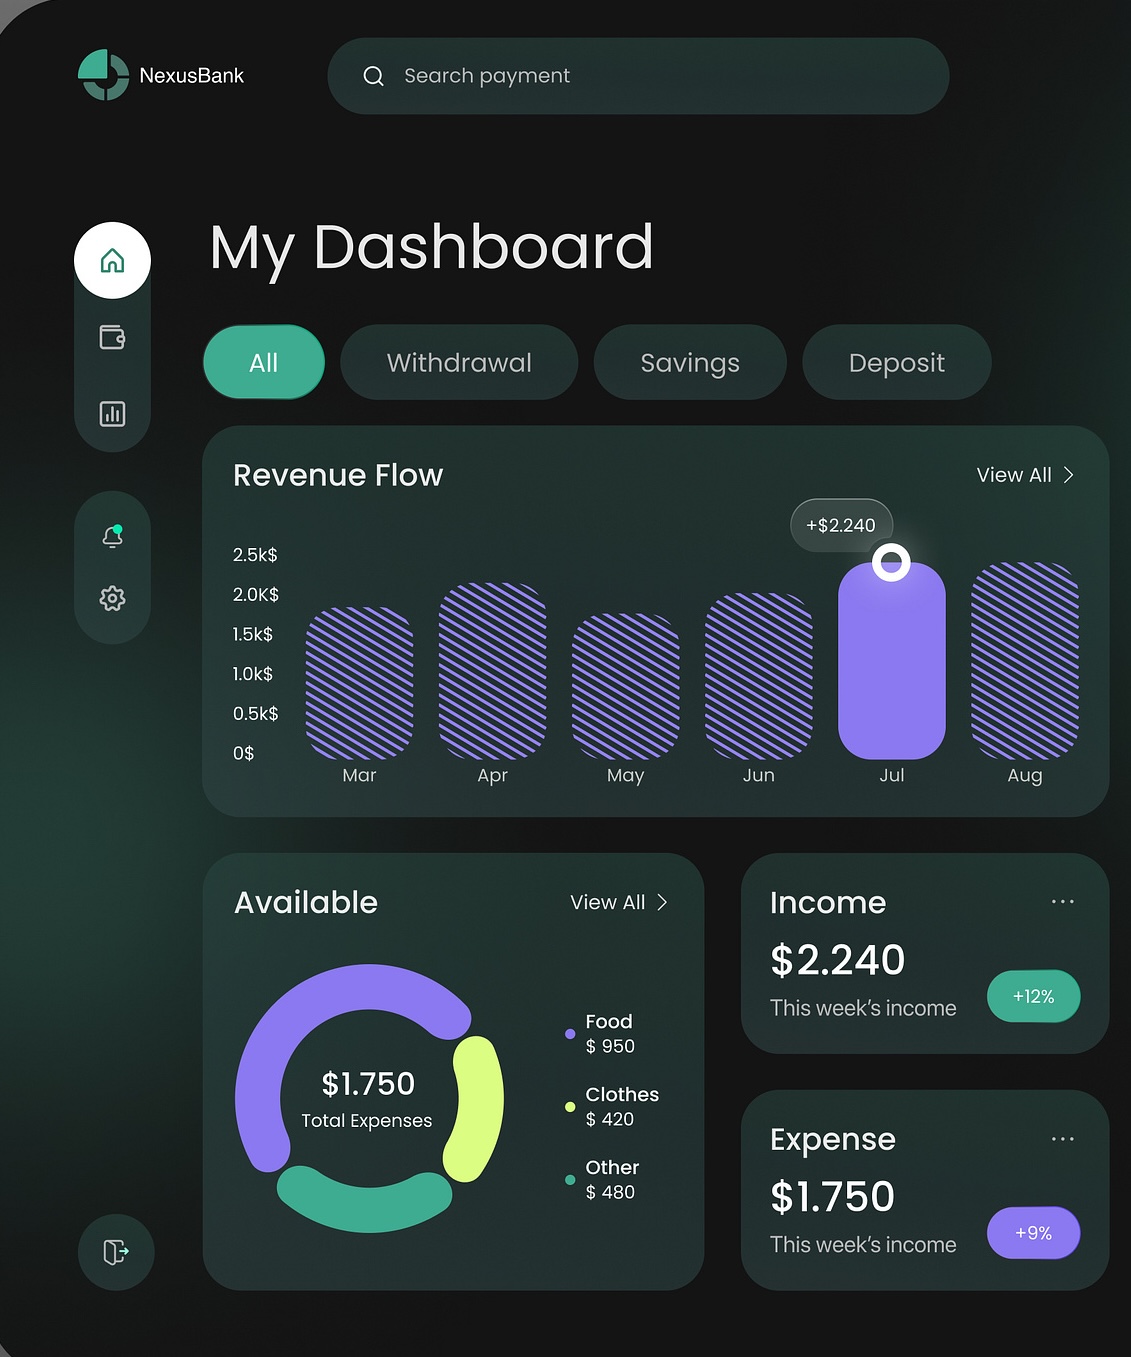 NexusBank
Search payment
My Dashboard
All
Withdrawal
Savings
Deposit
Revenue Flow
View All
+$2.240
2.5k$
2.0K$
1.5k$
1.0k$
0.5k$
0$
Mar
Apr
May
Jun
Jul
Aug
Available
View All
$1.750
Total Expenses
Food
$ 950
Clothes
$ 420
Other
$ 480
Income
$2.240
This week’s income
+12%
Expense
$1.750
This week’s income
+9%